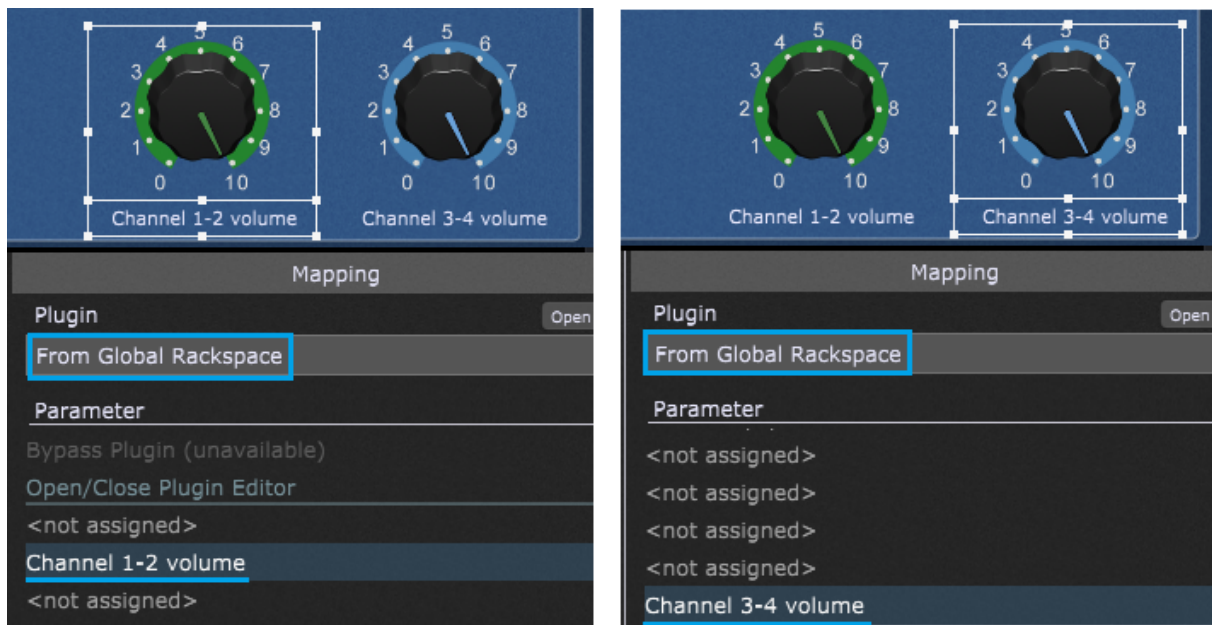 5
4 6
3 7
2 8
1 9
0 10
Channel 1-2 volume
5
4 6
3 7
2 8
1 9
0 10
Channel 3-4 volume
Mapping
Plugin
Open
From Global Rackspace
Parameter
Bypass Plugin (unavailable)
Open/Close Plugin Editor
<not assigned>
Channel 1-2 volume
<not assigned>
5
4 6
3 7
2 8
1 9
0 10
Channel 1-2 volume
5
4 6
3 7
2 8
1 9
0 10
Channel 3-4 volume
Mapping
Plugin
Open
From Global Rackspace
Parameter
<not assigned>
<not assigned>
<not assigned>
<not assigned>
Channel 3-4 volume